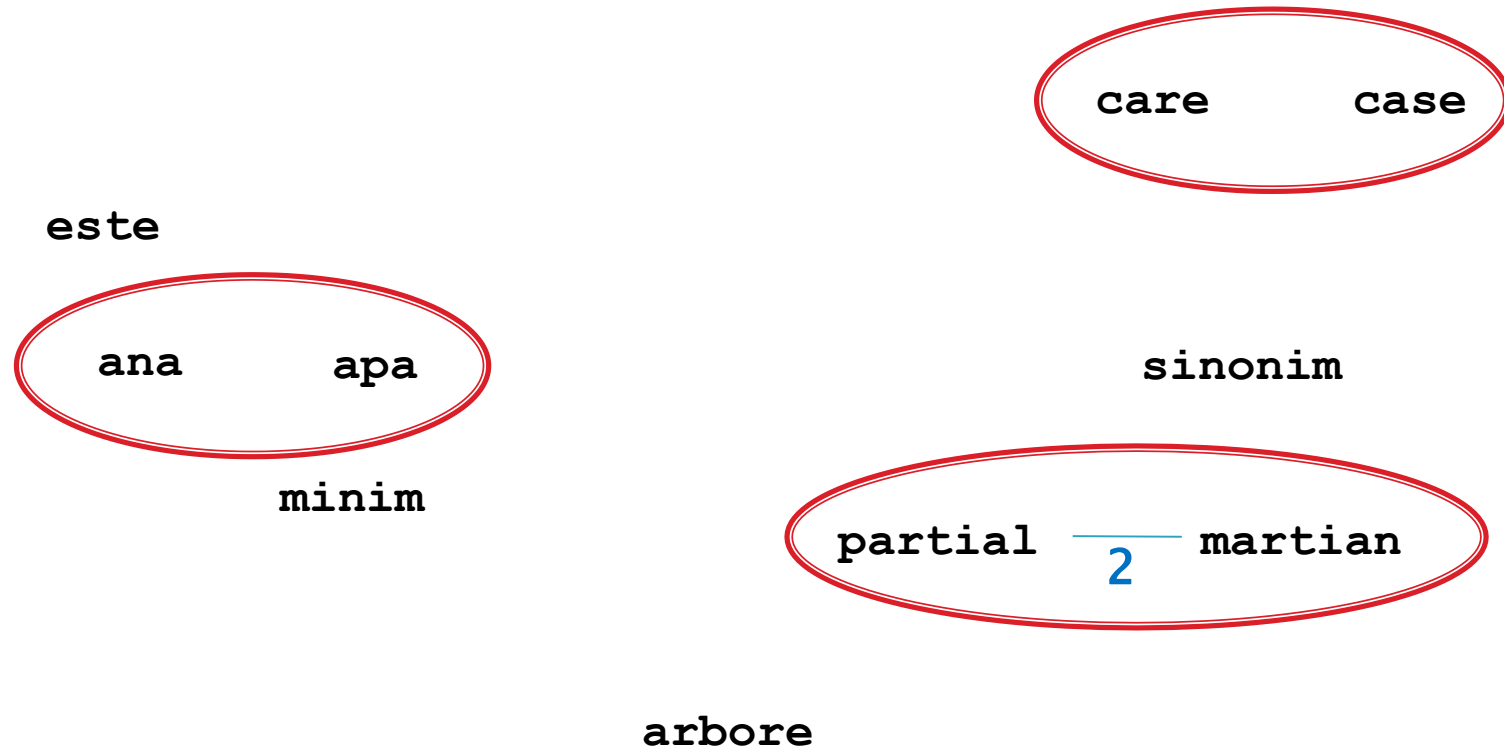 care case
este
ana apa
sinonim
minim
partial 2 martian
arbore